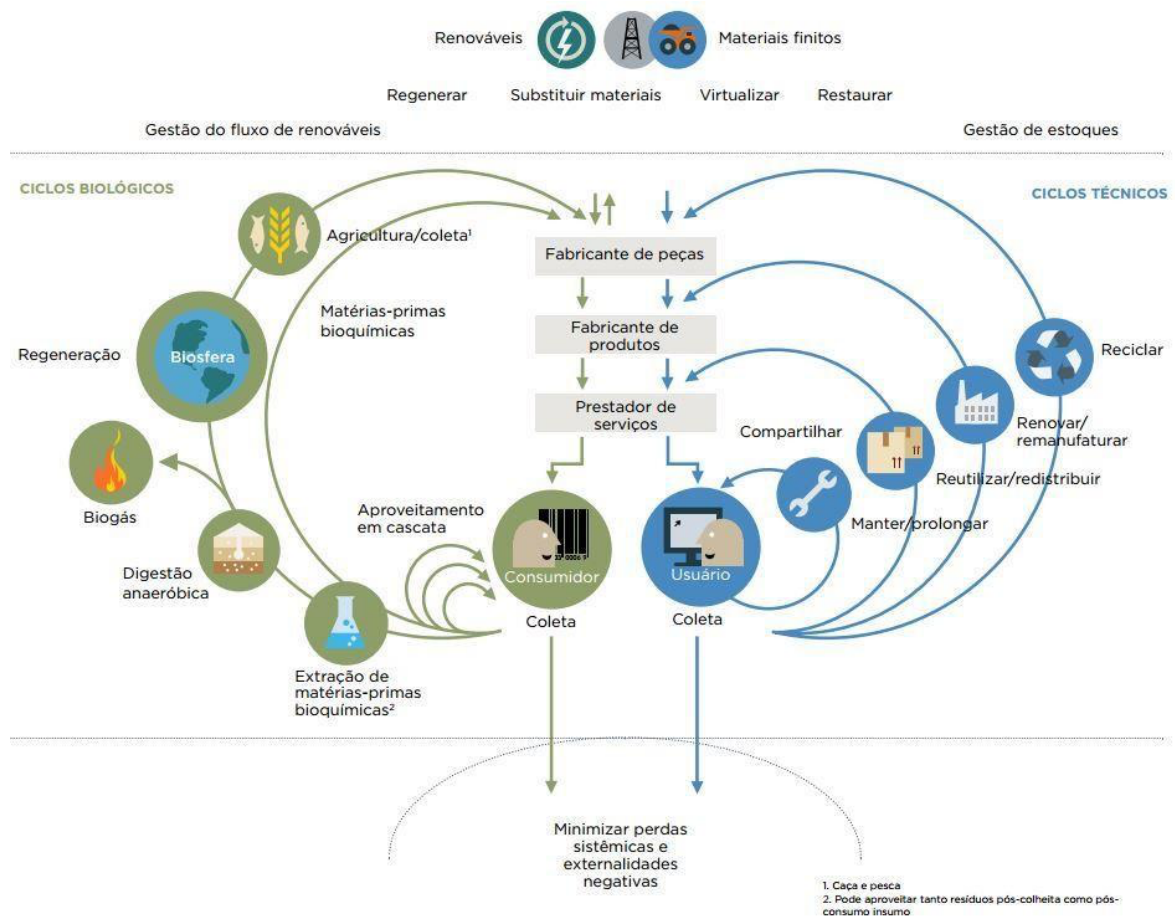 Renováveis
Materiais finitos
Regenerar
Substituir materiais
Virtualizar
Restaurar
Gestão do fluxo de renováveis
Gestão de estoques
CICLOS BIOLÓGICOS
CICLOS TÉCNICOS
Agricultura/coleta¹
Matérias-primas
bioquímicas
Regeneração
Biosfera
Biogás
Digestão
anaeróbica
Extração de
matérias-primas
bioquímicas²
Aproveitamento
em cascata
Fabricante de peças
Fabricante de
produtos
Prestador de
serviços
Consumidor
Coleta
Usuário
Coleta
Compartilhar
Manter/prolongar
Reutilizar/redistribuir
Renovar/
remanufaturar
Reciclar
Minimizar perdas
sistêmicas e
externalidades
negativas
1. Caça e pesca
2. Pode aproveitar tanto resíduos pós-colheita como pós-
consumo insumo